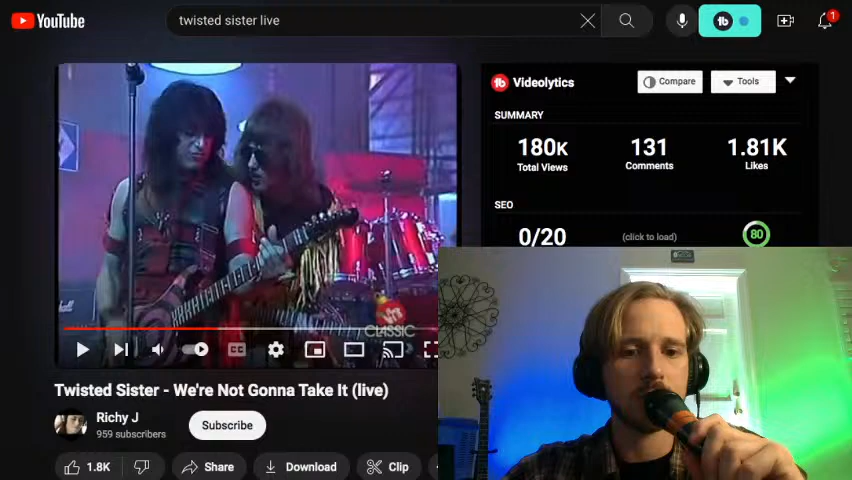 YouTube
twisted sister live
1
Videolytics
Compare
Tools
SUMMARY
180K
131
1.81K
Total Views
Comments
Likes
SEO
0/20
(click to load)
80
CLASSIC
CC
Twisted Sister - We're Not Gonna Take It (live)
Richy J
959 subscribers
Subscribe
1.8K
Share
Download
Clip